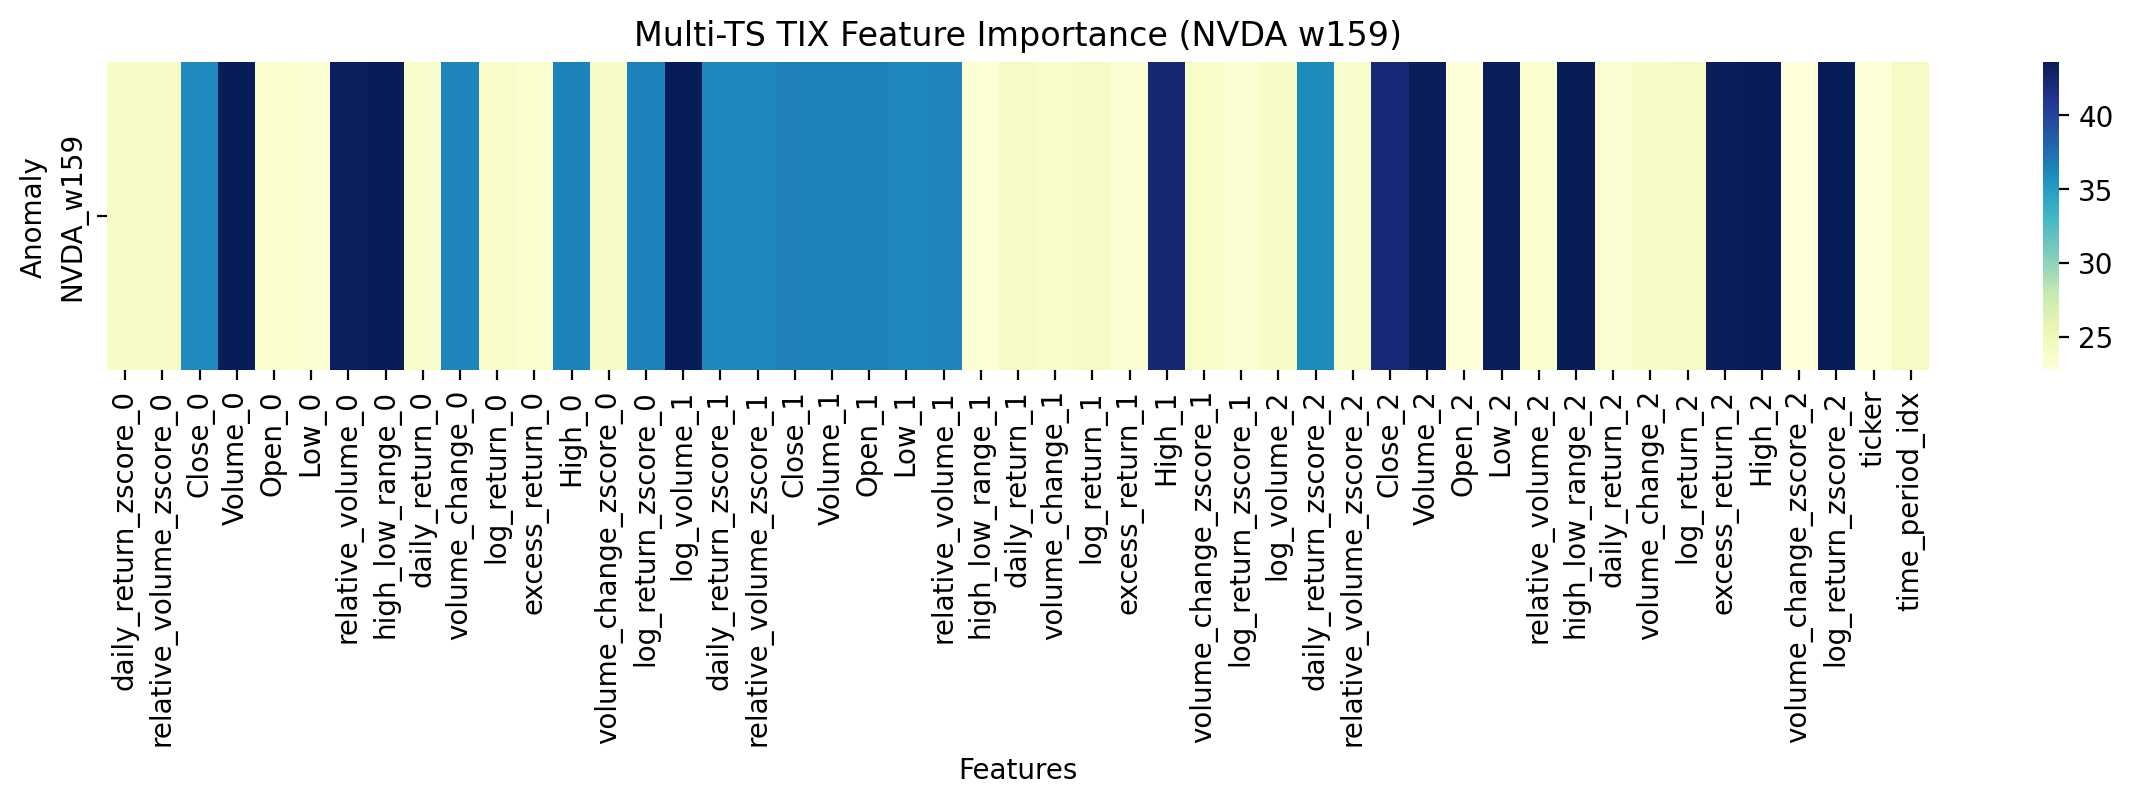 Multi-TS TIX Feature Importance (NVDA w159)
Anomaly
NVDA_w159
40
35
30
25
daily_return_zscore_0
relative_volume_zscore_0
Close_0
Volume_0
Open_0
Low_0
relative_volume_0
high_low_range_0
daily_return_0
volume_change_0
log_return_0
excess_return_0
High_0
volume_change_zscore_0
log_return_zscore_0
log_volume_1
daily_return_zscore_1
relative_volume_zscore_1
Close_1
Volume_1
Open_1
Low_1
relative_volume_1
high_low_range_1
daily_return_1
volume_change_1
log_return_1
excess_return_1
High_1
volume_change_zscore_1
log_return_zscore_1
log_volume_2
daily_return_zscore_2
relative_volume_zscore_2
Close_2
Volume_2
Open_2
Low_2
relative_volume_2
high_low_range_2
daily_return_2
volume_change_2
log_return_2
excess_return_2
High_2
volume_change_zscore_2
log_return_zscore_2
ticker
time_period_idx
Features